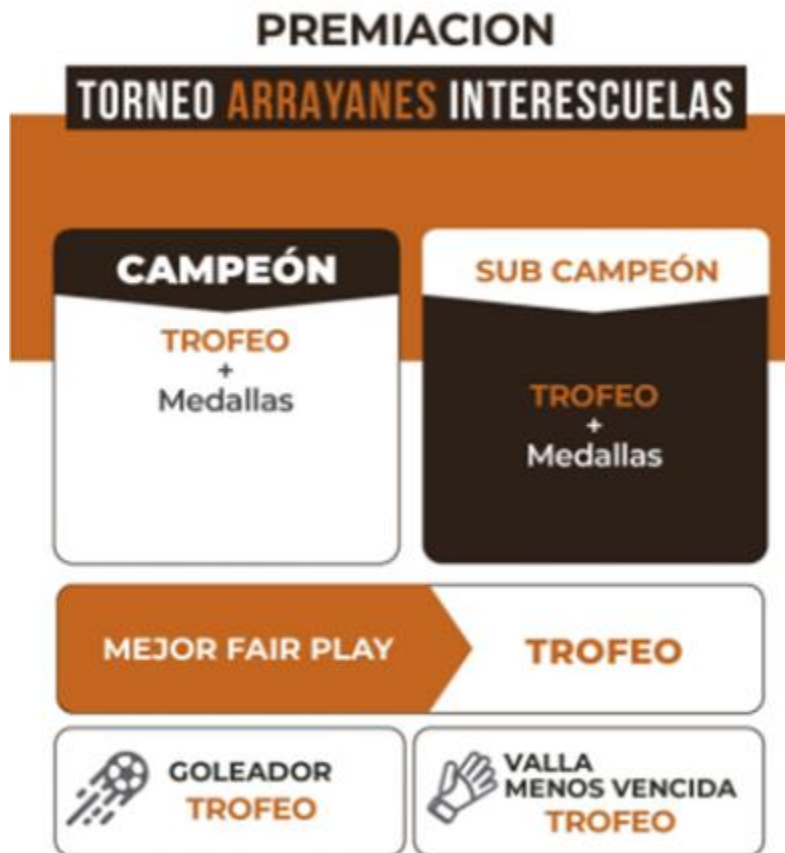 PREMIACION
TORNEO ARRAYANES INTERESCUELAS
CAMPEÓN
TROFEO
+
Medallas
SUB CAMPEÓN
TROFEO
+
Medallas
MEJOR FAIR PLAY
TROFEO
GOLEADOR
TROFEO
VALLA
MENOS VENCIDA
TROFEO